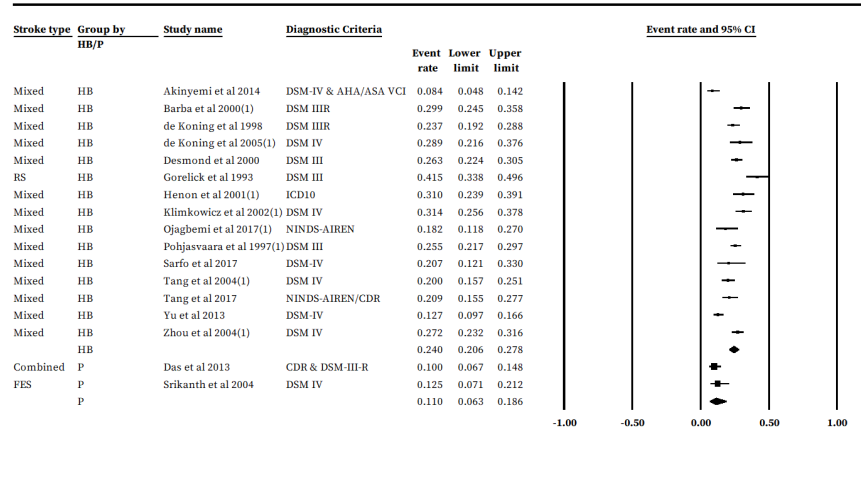 Stroke type Group by Study name Diagnostic Criteria Event rate and 95% CI
HB/P
Event Lower Upper
rate limit limit
Mixed HB Akinyemi et al 2014 DSM-IV & AHA/ASA VCI 0.084 0.048 0.142
Mixed HB Barba et al 2000(1) DSM IIIR 0.299 0.245 0.358
Mixed HB de Koning et al 1998 DSM IIIR 0.237 0.192 0.288
Mixed HB de Koning et al 2005(1) DSM IV 0.289 0.216 0.376
Mixed HB Desmond et al 2000 DSM III 0.263 0.224 0.305
RS HB Gorelick et al 1993 DSM III 0.415 0.338 0.496
Mixed HB Henon et al 2001(1) ICD10 0.310 0.239 0.391
Mixed HB Klimkowicz et al 2002(1) DSM IV 0.314 0.256 0.378
Mixed HB Ojagbemi et al 2017(1) NINDS-AIREN 0.182 0.118 0.270
Mixed HB Pohjasvaara et al 1997(1) DSM III 0.255 0.217 0.297
Mixed HB Sarfo et al 2017 DSM-IV 0.207 0.121 0.330
Mixed HB Tang et al 2004(1) DSM IV 0.200 0.157 0.251
Mixed HB Tang et al 2017 NINDS-AIREN/CDR 0.209 0.155 0.277
Mixed HB Yu et al 2013 DSM-IV 0.127 0.097 0.166
Mixed HB Zhou et al 2004(1) DSM IV 0.272 0.232 0.316
HB 0.240 0.206 0.278
Combined P Das et al 2013 CDR & DSM-III-R 0.100 0.067 0.148
FES P Srikanth et al 2004 DSM IV 0.125 0.071 0.212
P 0.110 0.063 0.186
-1.00 -0.50 0.00 0.50 1.00